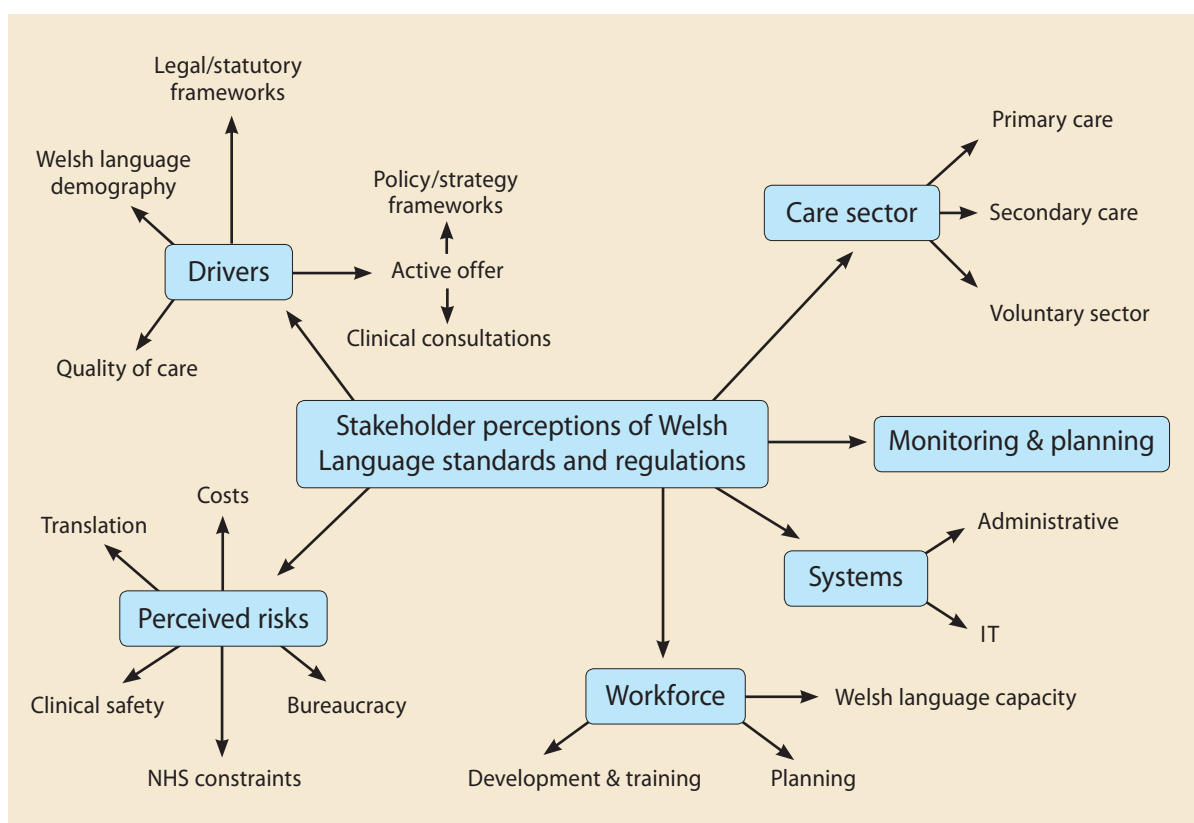 Legal/statutory
frameworks
Welsh language
demography
Policy/strategy
frameworks
Drivers
Active offer
Clinical consultations
Quality of care
Primary care
Care sector
Secondary care
Voluntary sector
Stakeholder perceptions of Welsh
Language standards and regulations
Monitoring & planning
Costs
Translation
Perceived risks
Clinical safety
Bureaucracy
NHS constraints
Administrative
Systems
IT
Workforce
Welsh language capacity
Development & training
Planning